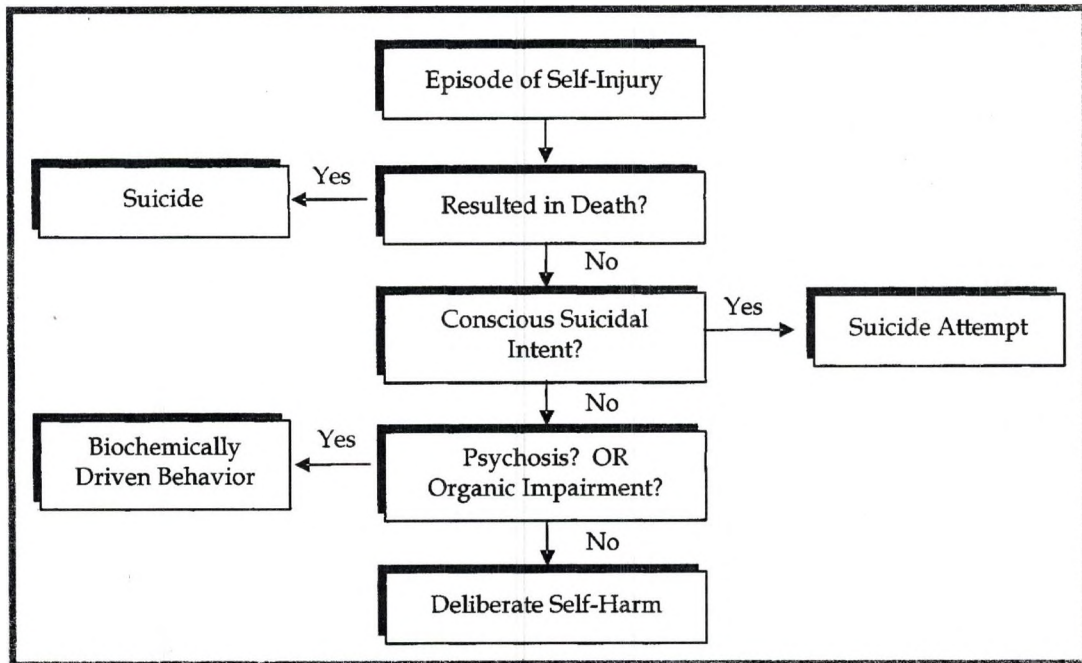 Episode of Self-Injury
Yes
Suicide
Resulted in Death?
No
Conscious Suicidal
Intent?
Yes
Suicide Attempt
No
Biochemically
Driven Behavior
Yes
Psychosis? OR
Organic Impairment?
No
Deliberate Self-Harm